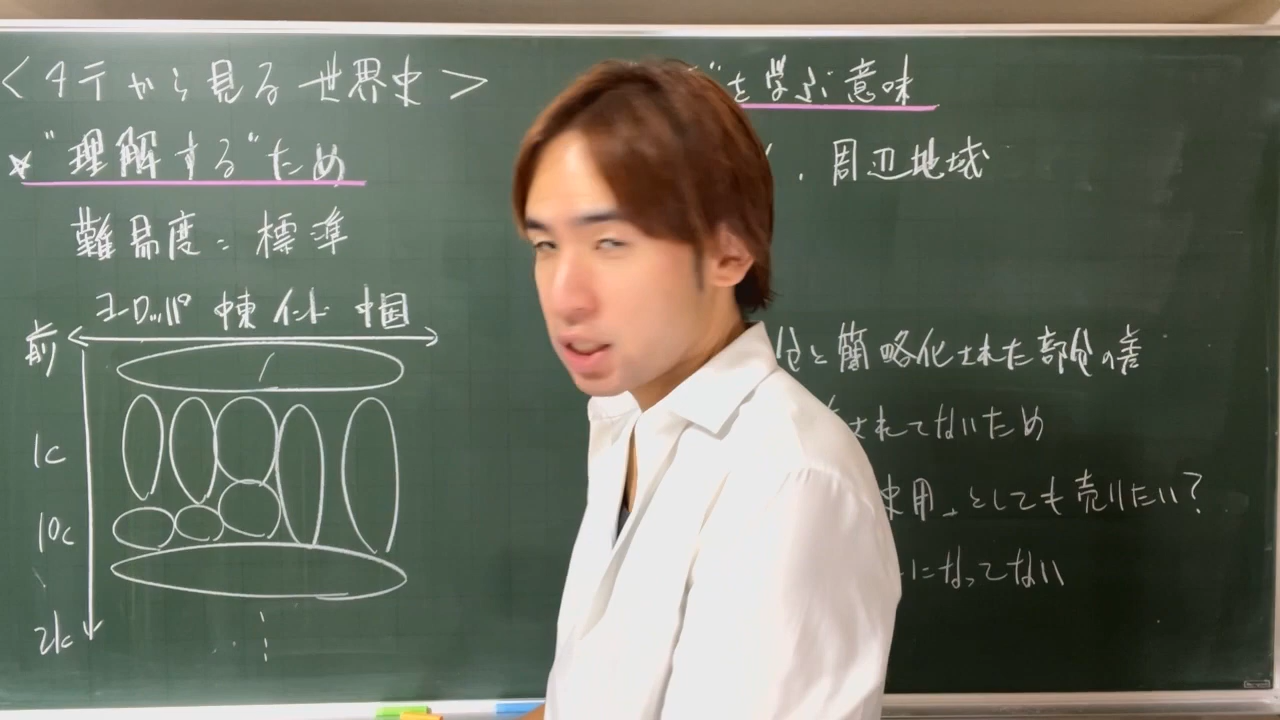 ＜タテから見る世界史＞
☆"理解する"ため
難易度：標準
ヨーロッパ 中東 インド 中国
前
1c
10c
21c
"を学ぶ意味
、周辺地域
分と簡略化された部分の差
されてないため
使用」としても売りたい？
になってない